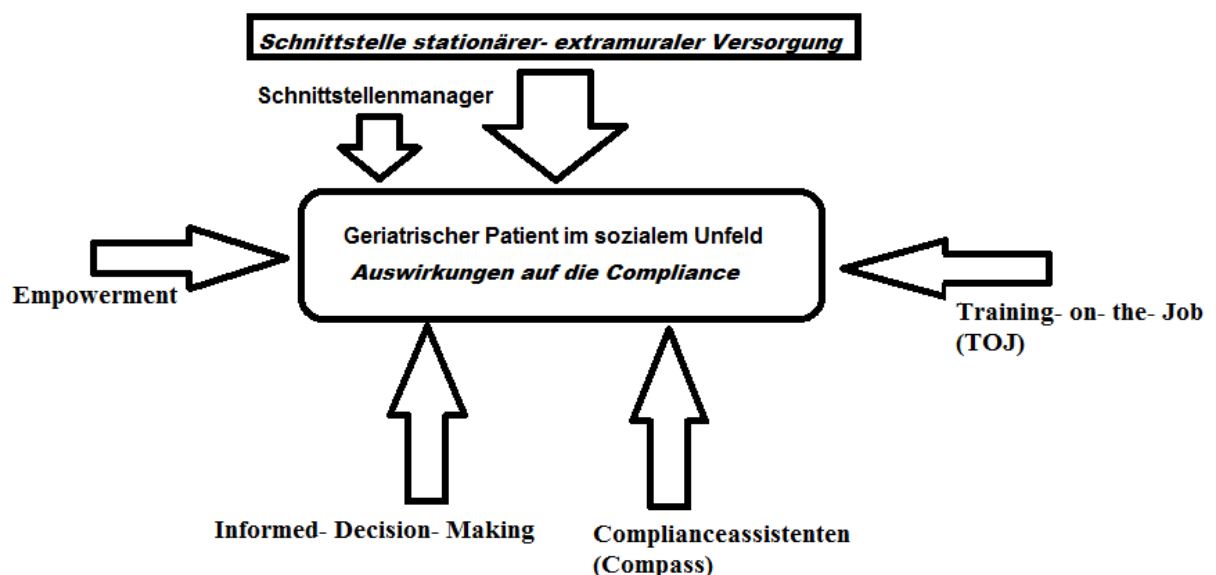 Schnittstelle stationärer- extramuraler Versorgung
Schnittstellenmanager
Geriatrischer Patient im sozialem Unfeld
Auswirkungen auf die Compliance
Empowerment
Training- on- the- Job
(TOJ)
Informed- Decision- Making
Complianceassistenten
(Compass)